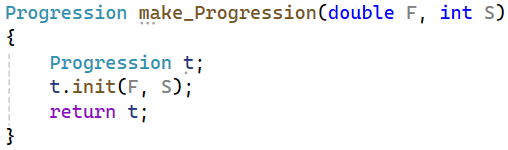 Progression make_Progression(double F, int S)
{
    Progression t;
    t.init(F, S);
    return t;
}